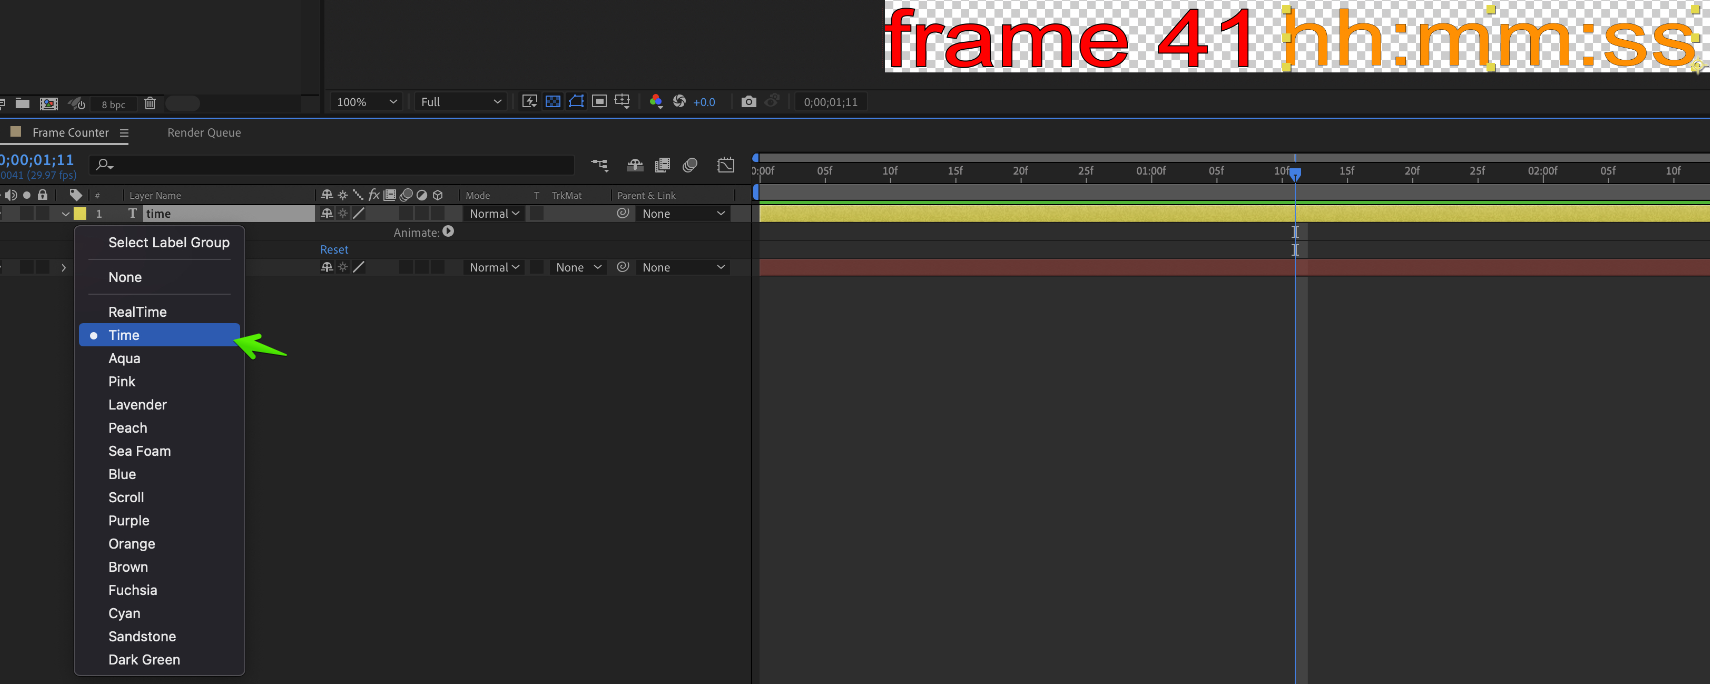 frame 41 hh:mm:ss
8 bpc
100% Full +0.0 0;00;01;11
Frame Counter Render Queue
0;00;01;11
0041 (29.97 fps)
:00f 05f 10f 15f 20f 25f 01:00f 05f 10f 15f 20f 25f 02:00f 05f 10f
# Layer Name fx Mode T TrkMat Parent & Link
1 T time Normal None
Animate:
Reset
Normal None None
Select Label Group
None
RealTime
Time
Aqua
Pink
Lavender
Peach
Sea Foam
Blue
Scroll
Purple
Orange
Brown
Fuchsia
Cyan
Sandstone
Dark Green